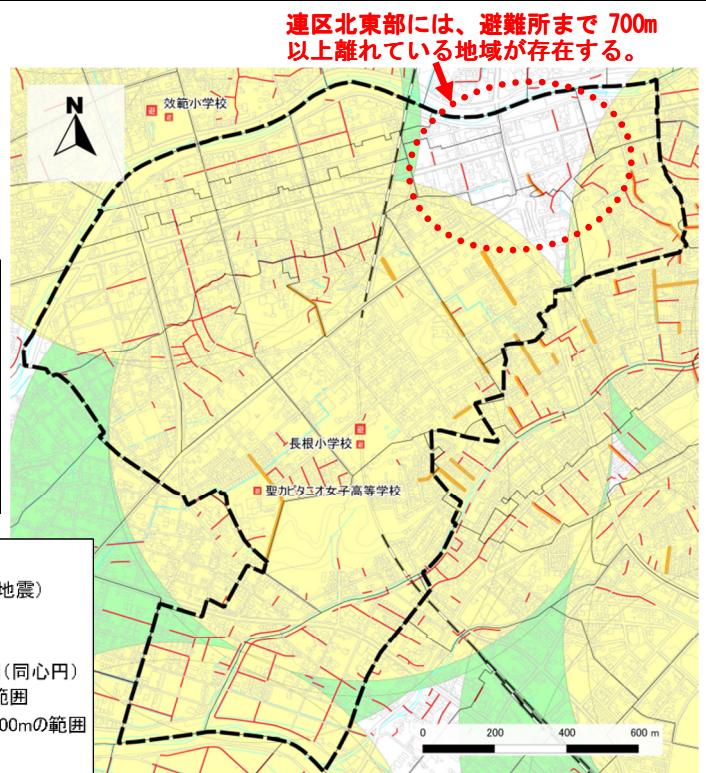 連区北東部には、避難所まで 700m
以上離れている地域が存在する。
N
効範小学校
避
長根小学校
避
聖カピタニオ女子高等学校
地震)
(同心円)
範囲
00mの範囲
0 200 400 600 m